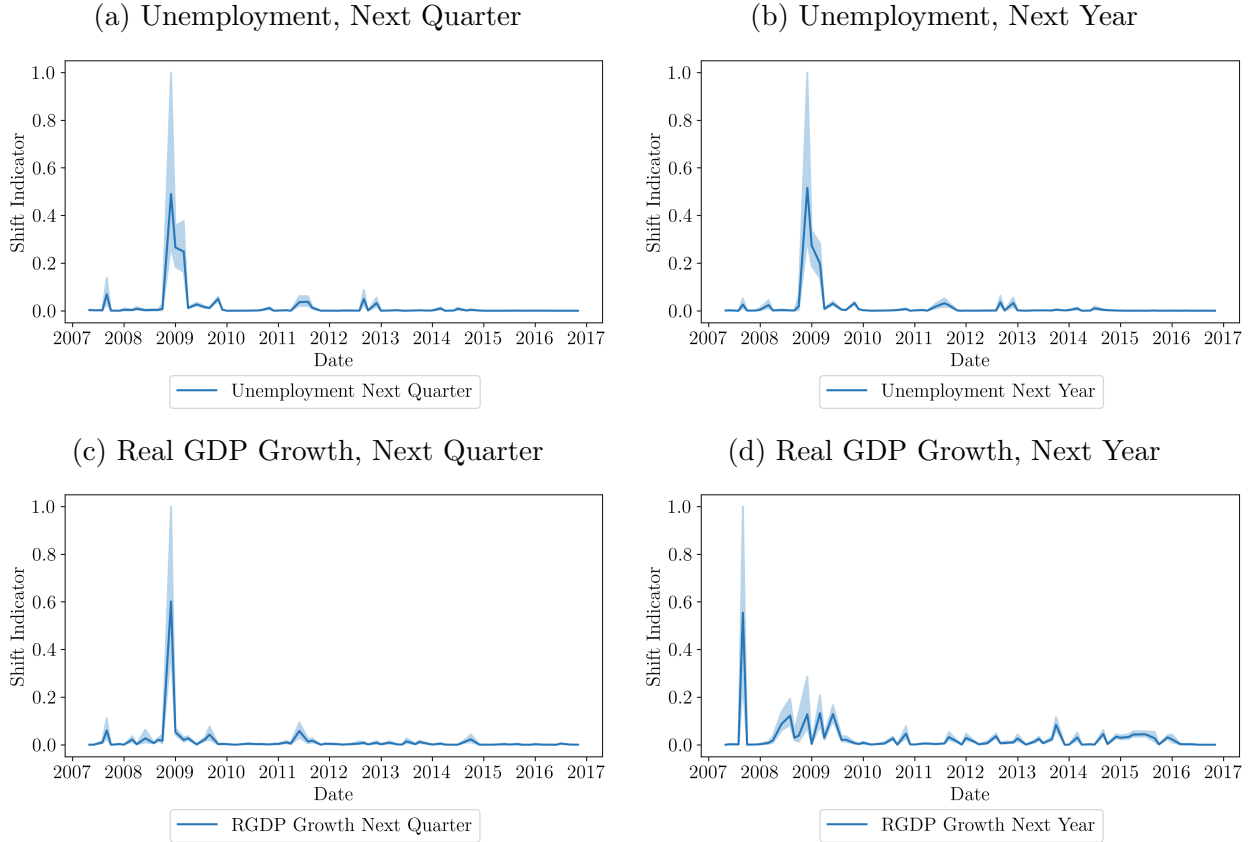 (a) Unemployment, Next Quarter
1.0
0.8
0.6
0.4
0.2
0.0
Shift Indicator
2007 2008 2009 2010 2011 2012 2013 2014 2015 2016 2017
Date
Unemployment Next Quarter
(b) Unemployment, Next Year
1.0
0.8
0.6
0.4
0.2
0.0
Shift Indicator
2007 2008 2009 2010 2011 2012 2013 2014 2015 2016 2017
Date
Unemployment Next Year
(c) Real GDP Growth, Next Quarter
1.0
0.8
0.6
0.4
0.2
0.0
Shift Indicator
2007 2008 2009 2010 2011 2012 2013 2014 2015 2016 2017
Date
RGDP Growth Next Quarter
(d) Real GDP Growth, Next Year
1.0
0.8
0.6
0.4
0.2
0.0
Shift Indicator
2007 2008 2009 2010 2011 2012 2013 2014 2015 2016 2017
Date
RGDP Growth Next Year